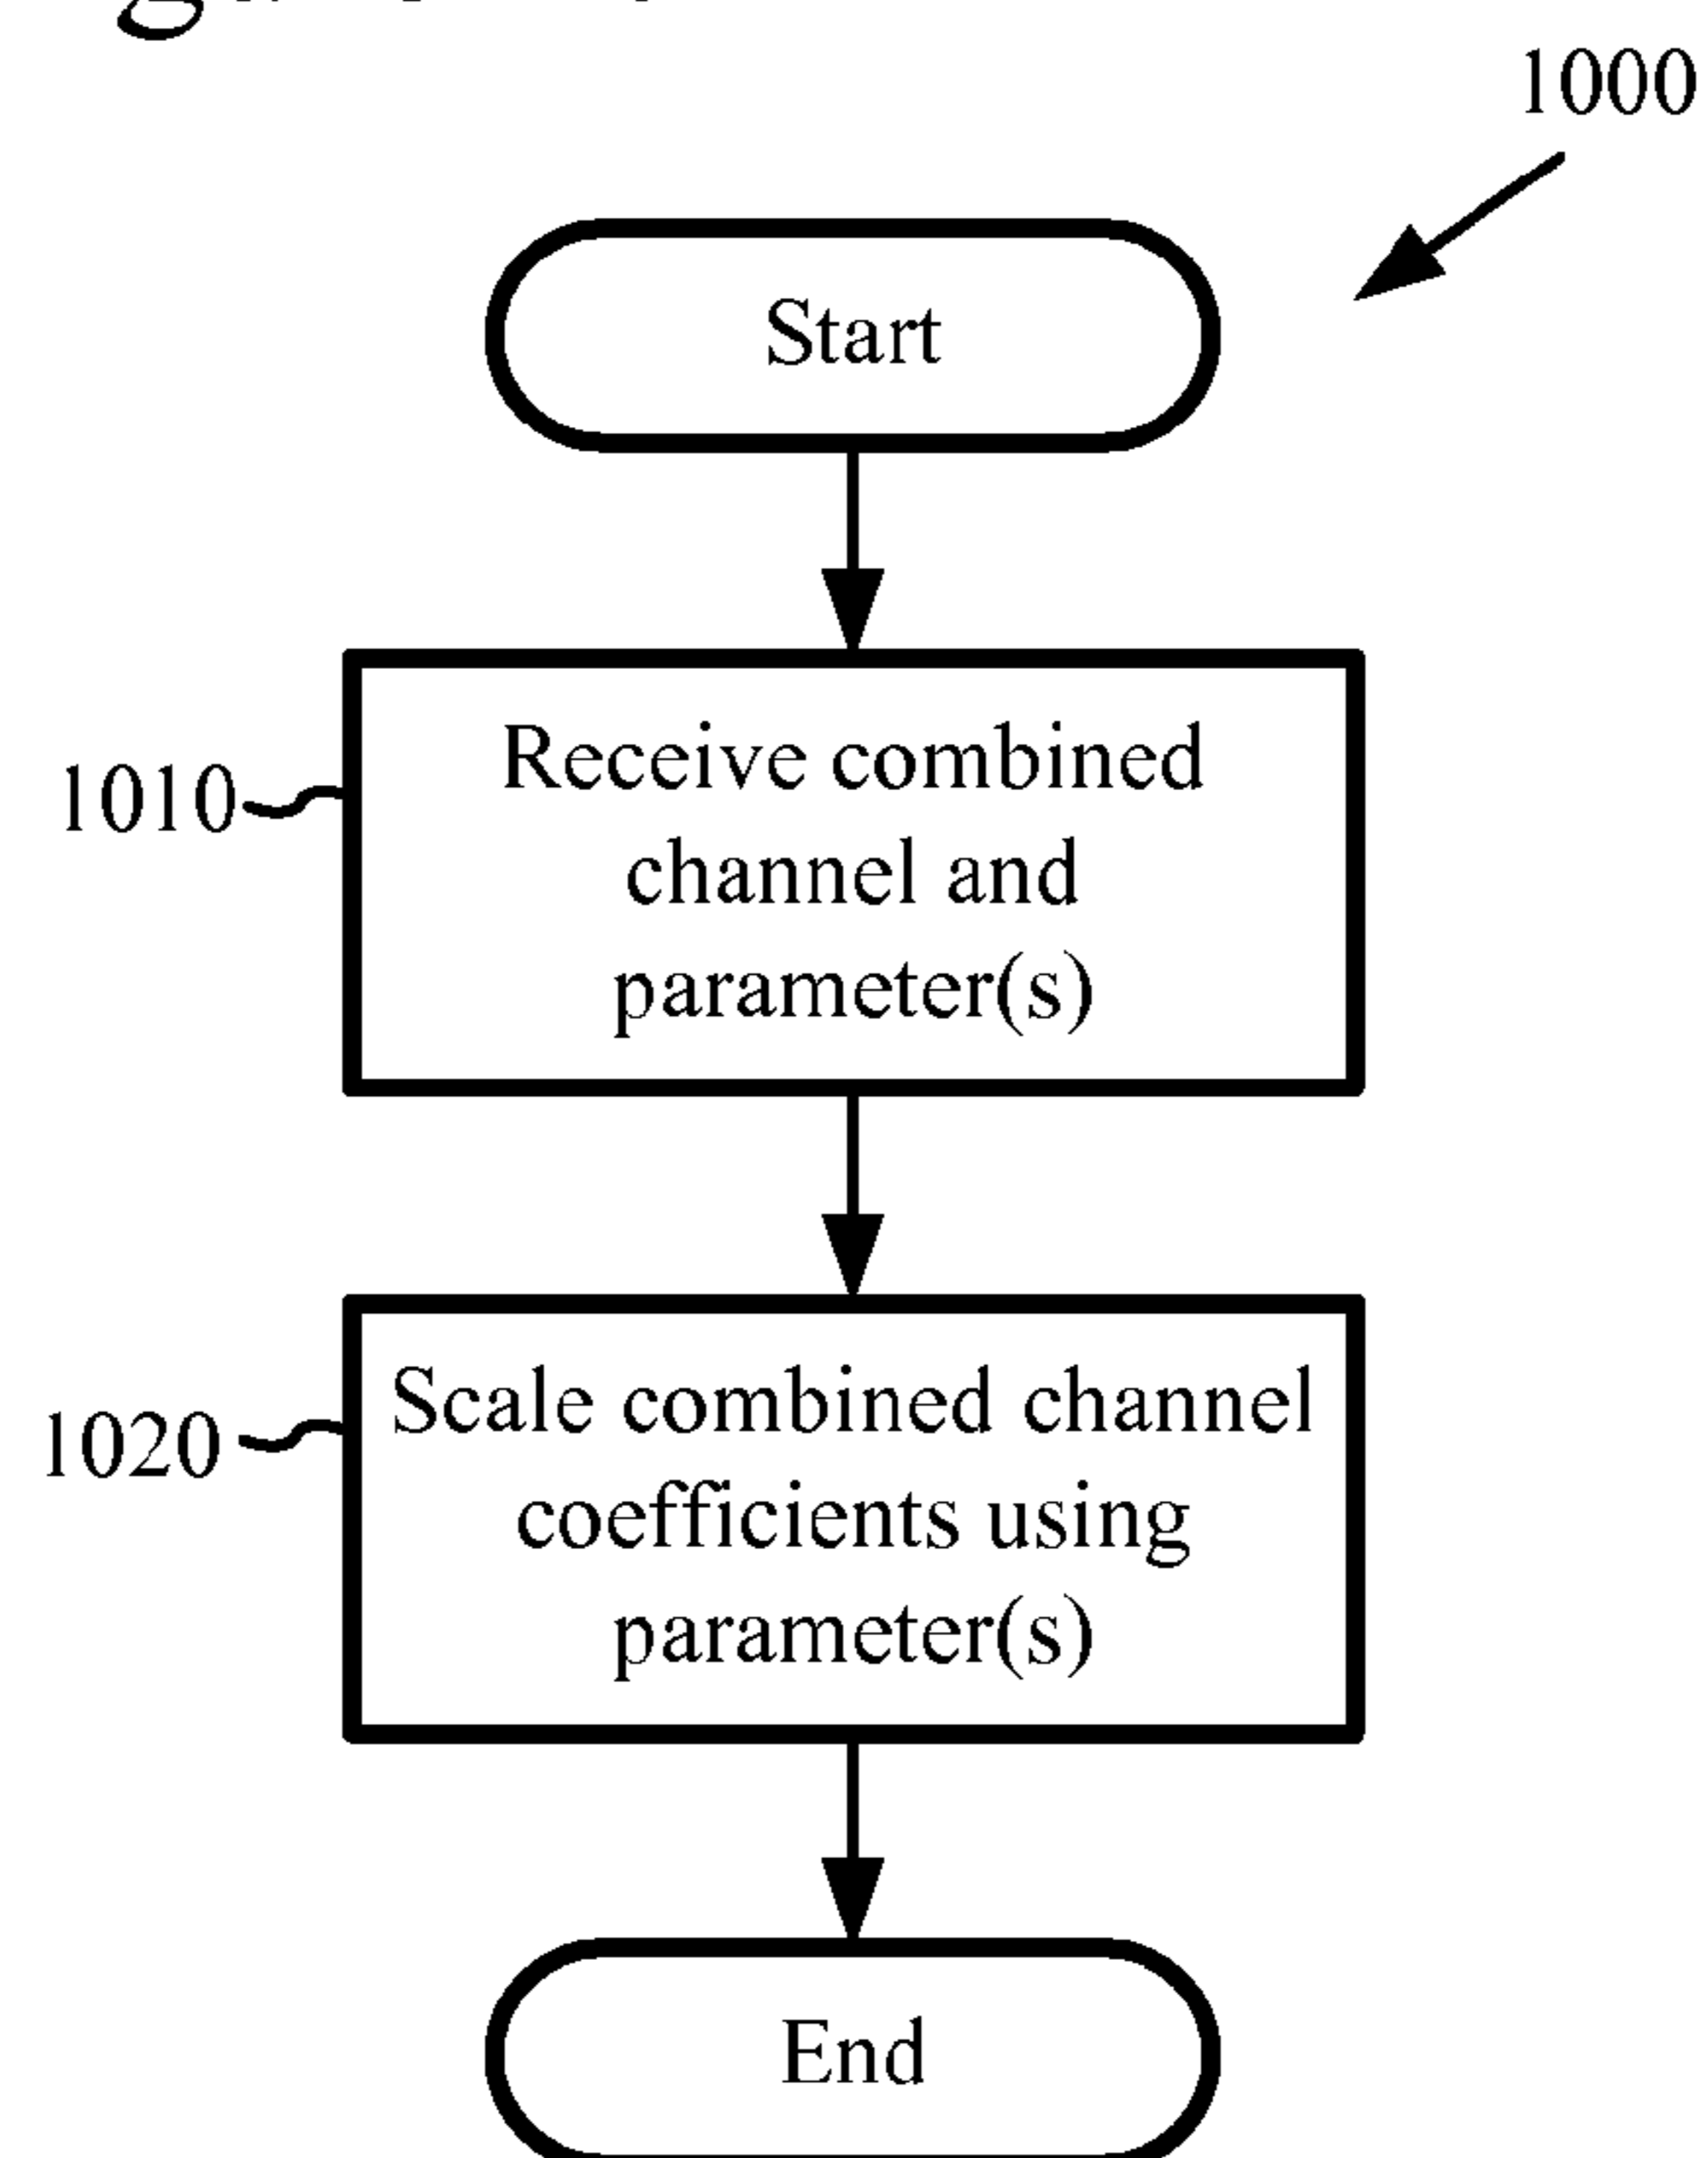 1000
Start
1010
Receive combined
channel and
parameter(s)
1020
Scale combined channel
coefficients using
parameter(s)
End